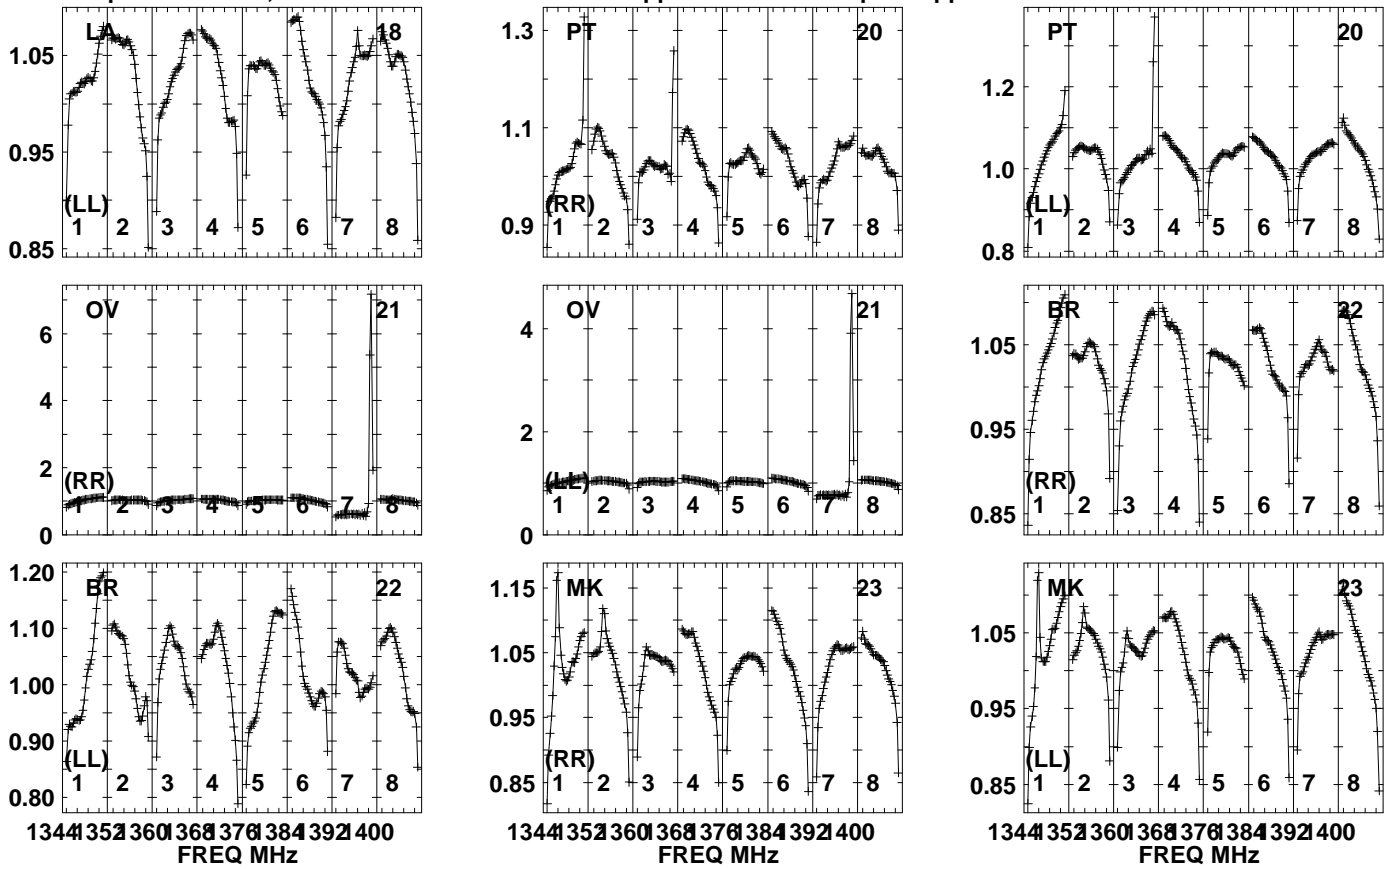 LA 18
1.05
0.95
0.85
(LL)
1 2 3 4 5 6 7 8
PT 20
1.3
1.1
0.9
(RR)
1 2 3 4 5 6 7 8
PT 20
1.2
1.0
0.8
(LL)
1 2 3 4 5 6 7 8
OV 21
6
4
2
0
(RR)
1 2 3 4 5 6 7 8
OV 21
4
2
0
(LL)
1 2 3 4 5 6 7 8
BR 22
1.05
0.95
0.85
(RR)
1 2 3 4 5 6 7 8
BR 22
1.20
1.10
1.00
0.90
0.80
(LL)
1 2 3 4 5 6 7 8
1344 1352 1360 1368 1376 1384 1392 1400
FREQ MHz
MK 23
1.15
1.05
0.95
0.85
(RR)
1 2 3 4 5 6 7 8
1344 1352 1360 1368 1376 1384 1392 1400
FREQ MHz
MK 23
1.05
0.95
0.85
(LL)
1 2 3 4 5 6 7 8
1344 1352 1360 1368 1376 1384 1392 1400
FREQ MHz